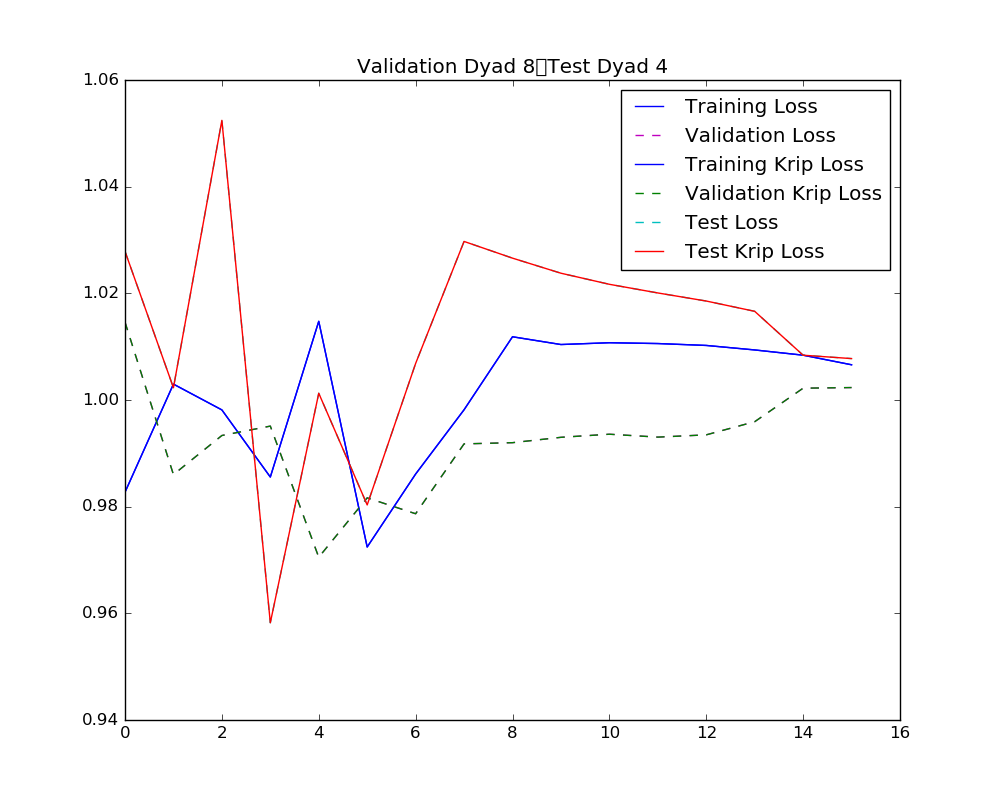 Validation Dyad 8▯Test Dyad 4
1.06
1.04
1.02
1.00
0.98
0.96
0.94
0 2 4 6 8 10 12 14 16
Training Loss
Validation Loss
Training Krip Loss
Validation Krip Loss
Test Loss
Test Krip Loss